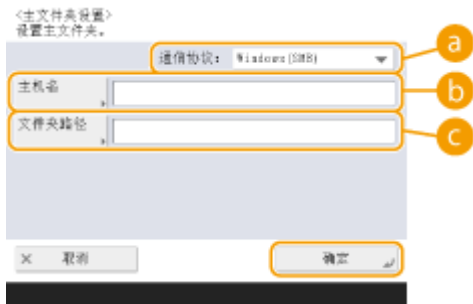 <主文件夹设置>
设置主文件夹。
通信协议: Windows(SMB)
a
主机名
b
文件夹路径
c
× 取消
确定